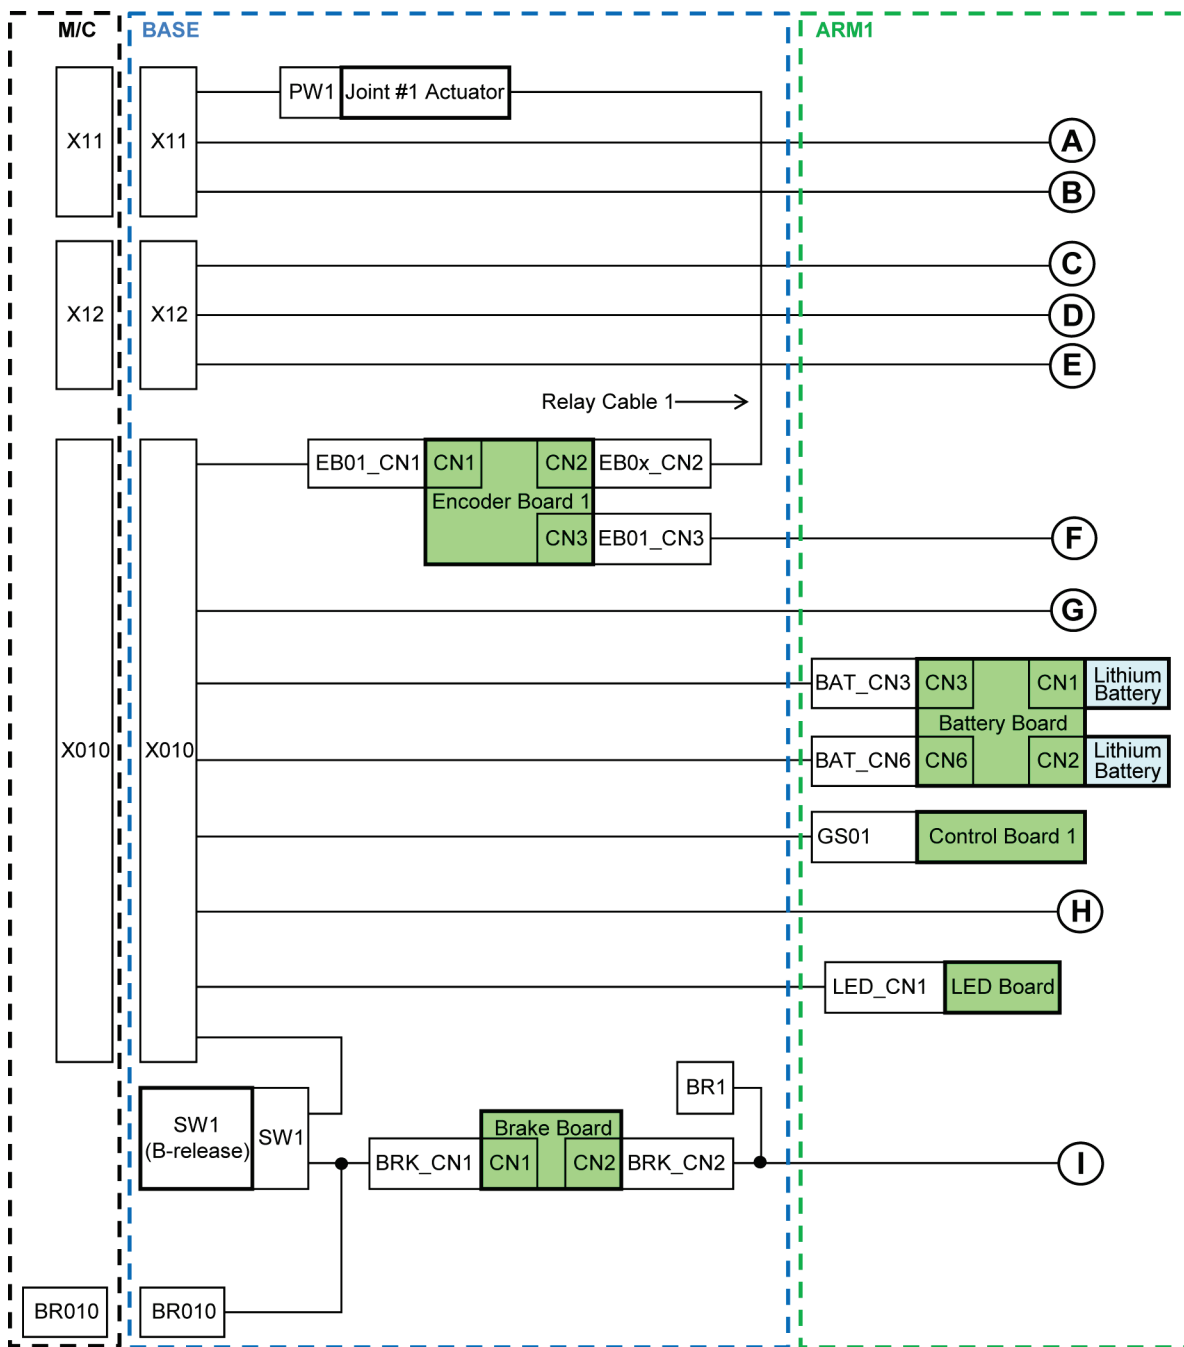 M/C
BASE
ARM1
PW1
Joint #1 Actuator
X11
X11
A
B
C
X12
X12
D
E
Relay Cable 1
EB01_CN1
CN1
CN2
EB0x_CN2
Encoder Board 1
CN3
EB01_CN3
F
G
BAT_CN3
CN3
CN1
Lithium
Battery
Battery Board
X010
X010
BAT_CN6
CN6
CN2
Lithium
Battery
GS01
Control Board 1
H
LED_CN1
LED Board
BR1
SW1
(B-release)
SW1
Brake Board
BRK_CN1
CN1
CN2
BRK_CN2
I
BR010
BR010